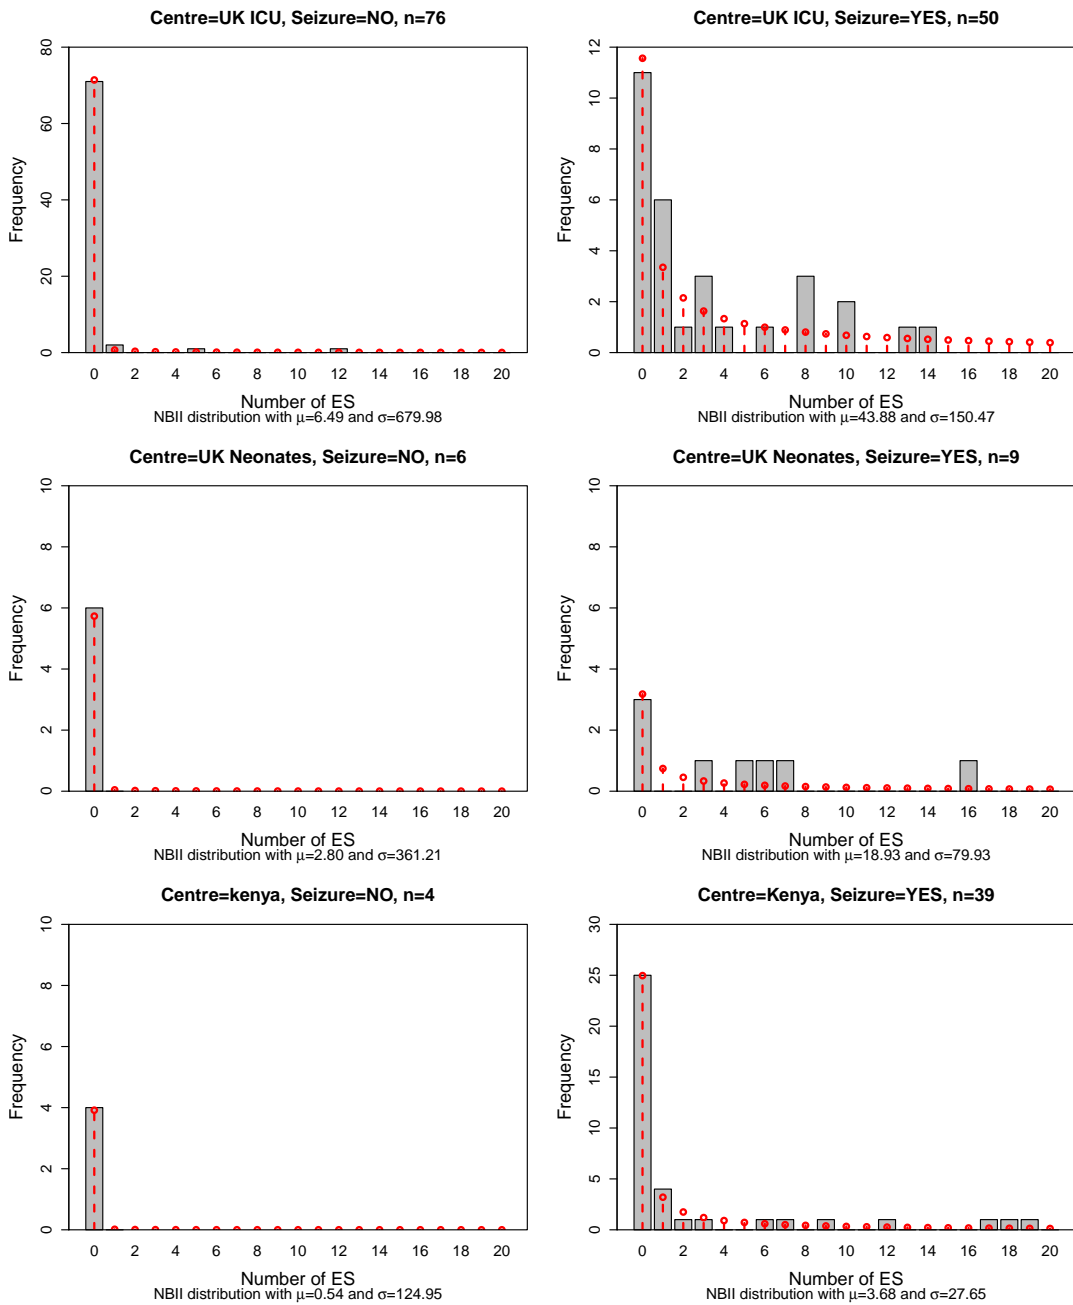 Centre=UK ICU, Seizure=NO, n=76
80
60
40
20
0
Frequency
0 2 4 6 8 10 12 14 16 18 20
Number of ES
NBII distribution with μ=6.49 and σ=679.98
Centre=UK ICU, Seizure=YES, n=50
12
10
8
6
4
2
0
Frequency
0 2 4 6 8 10 12 14 16 18 20
Number of ES
NBII distribution with μ=43.88 and σ=150.47
Centre=UK Neonates, Seizure=NO, n=6
10
8
6
4
2
0
Frequency
0 2 4 6 8 10 12 14 16 18 20
Number of ES
NBII distribution with μ=2.80 and σ=361.21
Centre=UK Neonates, Seizure=YES, n=9
10
8
6
4
2
0
Frequency
0 2 4 6 8 10 12 14 16 18 20
Number of ES
NBII distribution with μ=18.93 and σ=79.93
Centre=kenya, Seizure=NO, n=4
10
8
6
4
2
0
Frequency
0 2 4 6 8 10 12 14 16 18 20
Number of ES
NBII distribution with μ=0.54 and σ=124.95
Centre=Kenya, Seizure=YES, n=39
30
25
20
15
10
5
0
Frequency
0 2 4 6 8 10 12 14 16 18 20
Number of ES
NBII distribution with μ=3.68 and σ=27.65